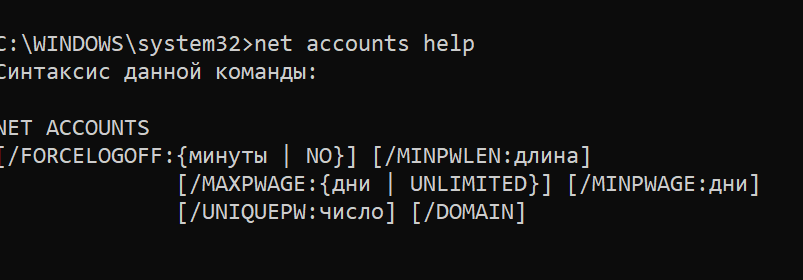 C:\WINDOWS\system32>net accounts help
Синтаксис данной команды:
NET ACCOUNTS
[/FORCELOGOFF:{минуты | NO}] [/MINPWLEN:длина]
[/MAXPWAGE:{дни | UNLIMITED}] [/MINPWAGE:дни]
[/UNIQUEPW:число] [/DOMAIN]